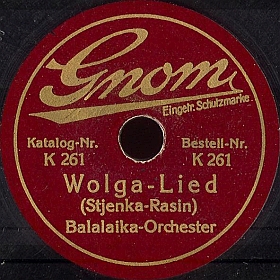 Gnom
Eingetr. Schutzmarke
Katalog-Nr. Bestell-Nr.
K 261 K 261
Wolga-Lied
(Stjenka-Rasin)
Balalaika-Orchester